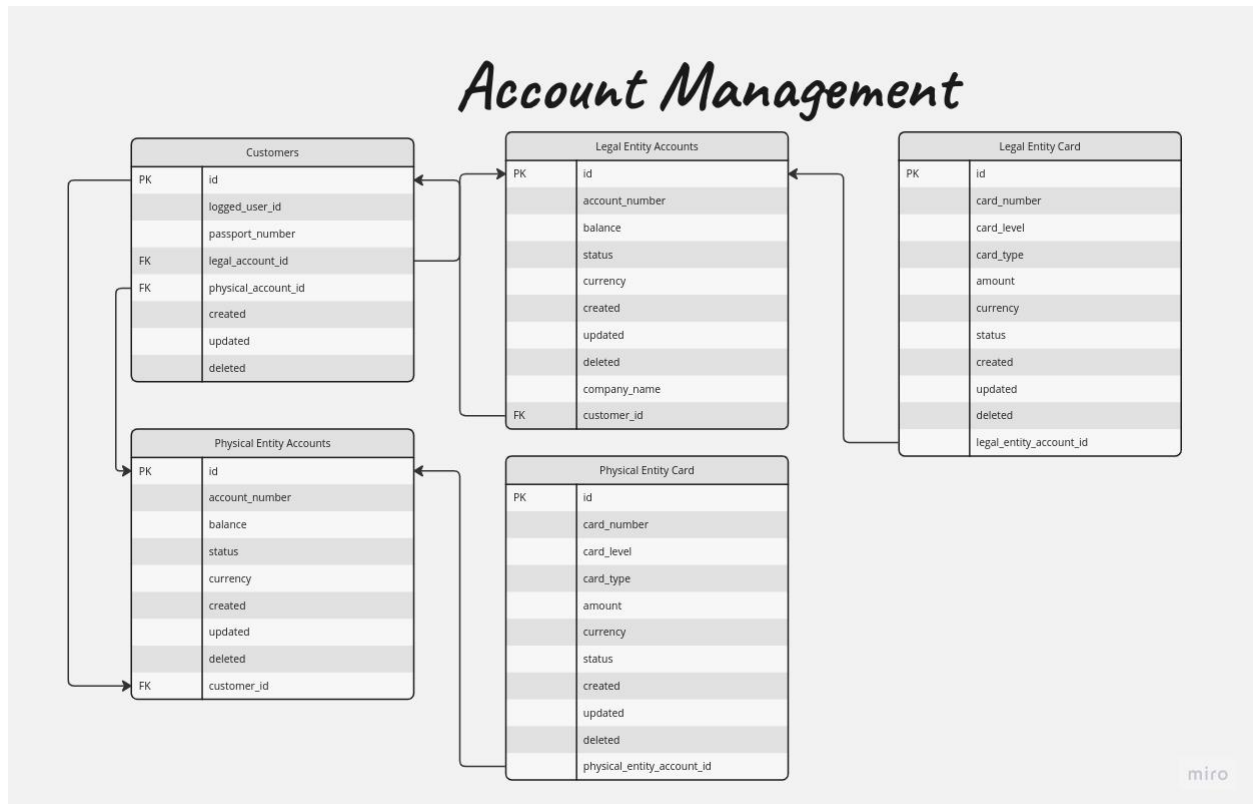 Account Management
Customers
PK id
logged_user_id
passport_number
FK legal_account_id
FK physical_account_id
created
updated
deleted
Legal Entity Accounts
PK id
account_number
balance
status
currency
created
updated
deleted
company_name
FK customer_id
Legal Entity Card
PK id
card_number
card_level
card_type
amount
currency
status
created
updated
deleted
legal_entity_account_id
Physical Entity Accounts
PK id
account_number
balance
status
currency
created
updated
deleted
FK customer_id
Physical Entity Card
PK id
card_number
card_level
card_type
amount
currency
status
created
updated
deleted
physical_entity_account_id
miro